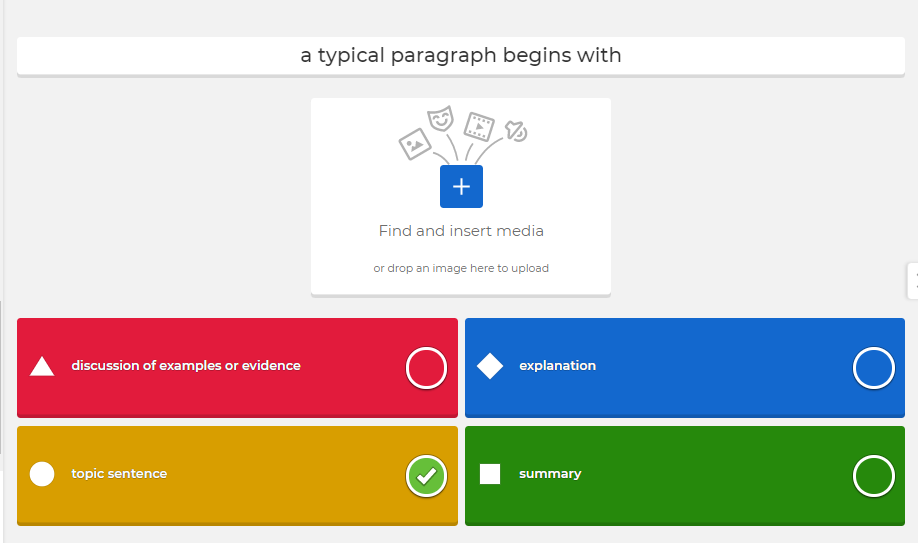 a typical paragraph begins with
Find and insert media
or drop an image here to upload
discussion of examples or evidence
explanation
topic sentence
summary